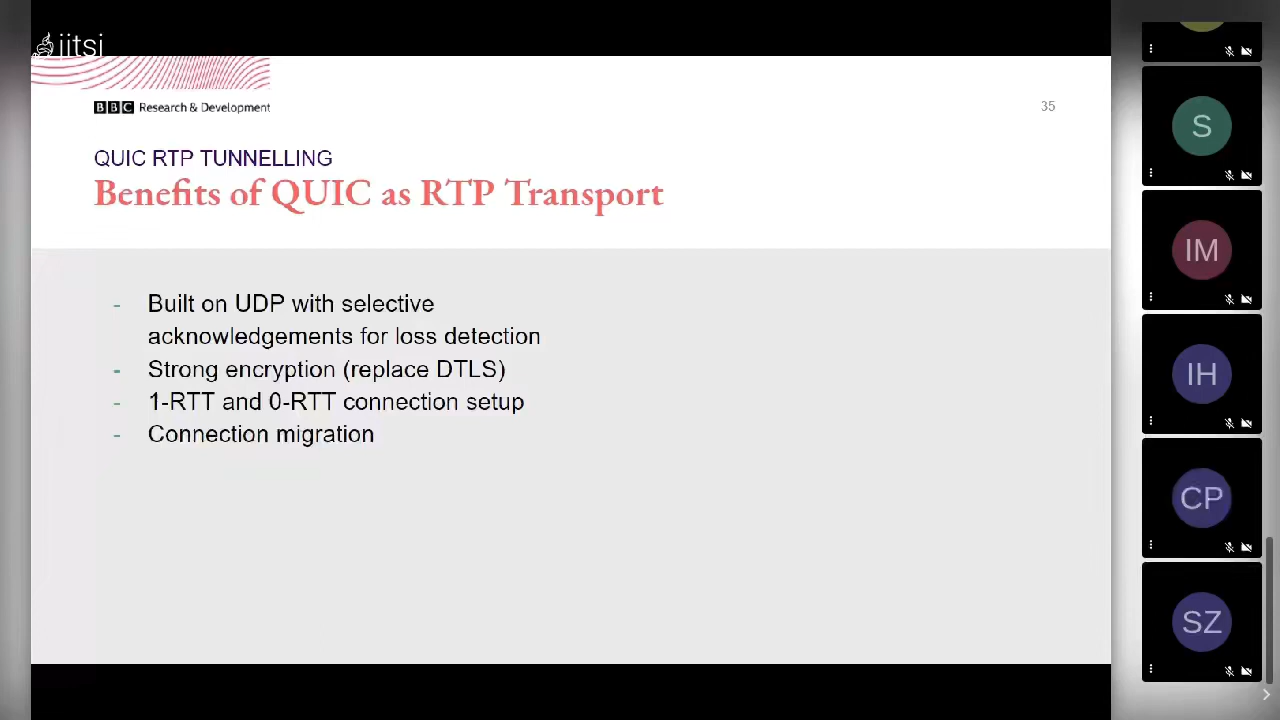 jitsi
BBC Research & Development
35
QUIC RTP TUNNELLING
Benefits of QUIC as RTP Transport
- Built on UDP with selective
acknowledgements for loss detection
- Strong encryption (replace DTLS)
- 1-RTT and 0-RTT connection setup
- Connection migration
S
IM
IH
CP
SZ